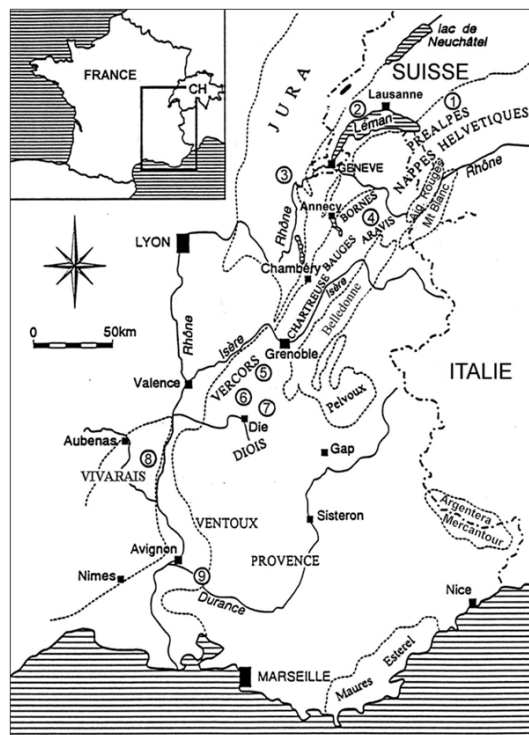 FRANCE
CH
lac de
Neuchâtel
SUISSE
JURA
Lausanne
1
2
Léman
PREALPES
NAPPES HELVETIQUES
GENEVE
3
Rhône
Rhône
Annecy
BORNES
4
ARAVIS
Aig. Rouges
Mt Blanc
LYON
Chambéry
BAUGES
CHARTREUSE
Isère
Belledonne
0 50km
Rhône
Isère
Grenoble
ITALIE
Valence
VERCORS
5
6
7
Pelvoux
Die
DIOIS
Aubenas
8
VIVARAIS
Gap
VENTOUX
Sisteron
Argentera
Mercantour
PROVENCE
Avignon
Nimes
9
Durance
Nice
MARSEILLE
Maures
Esterel